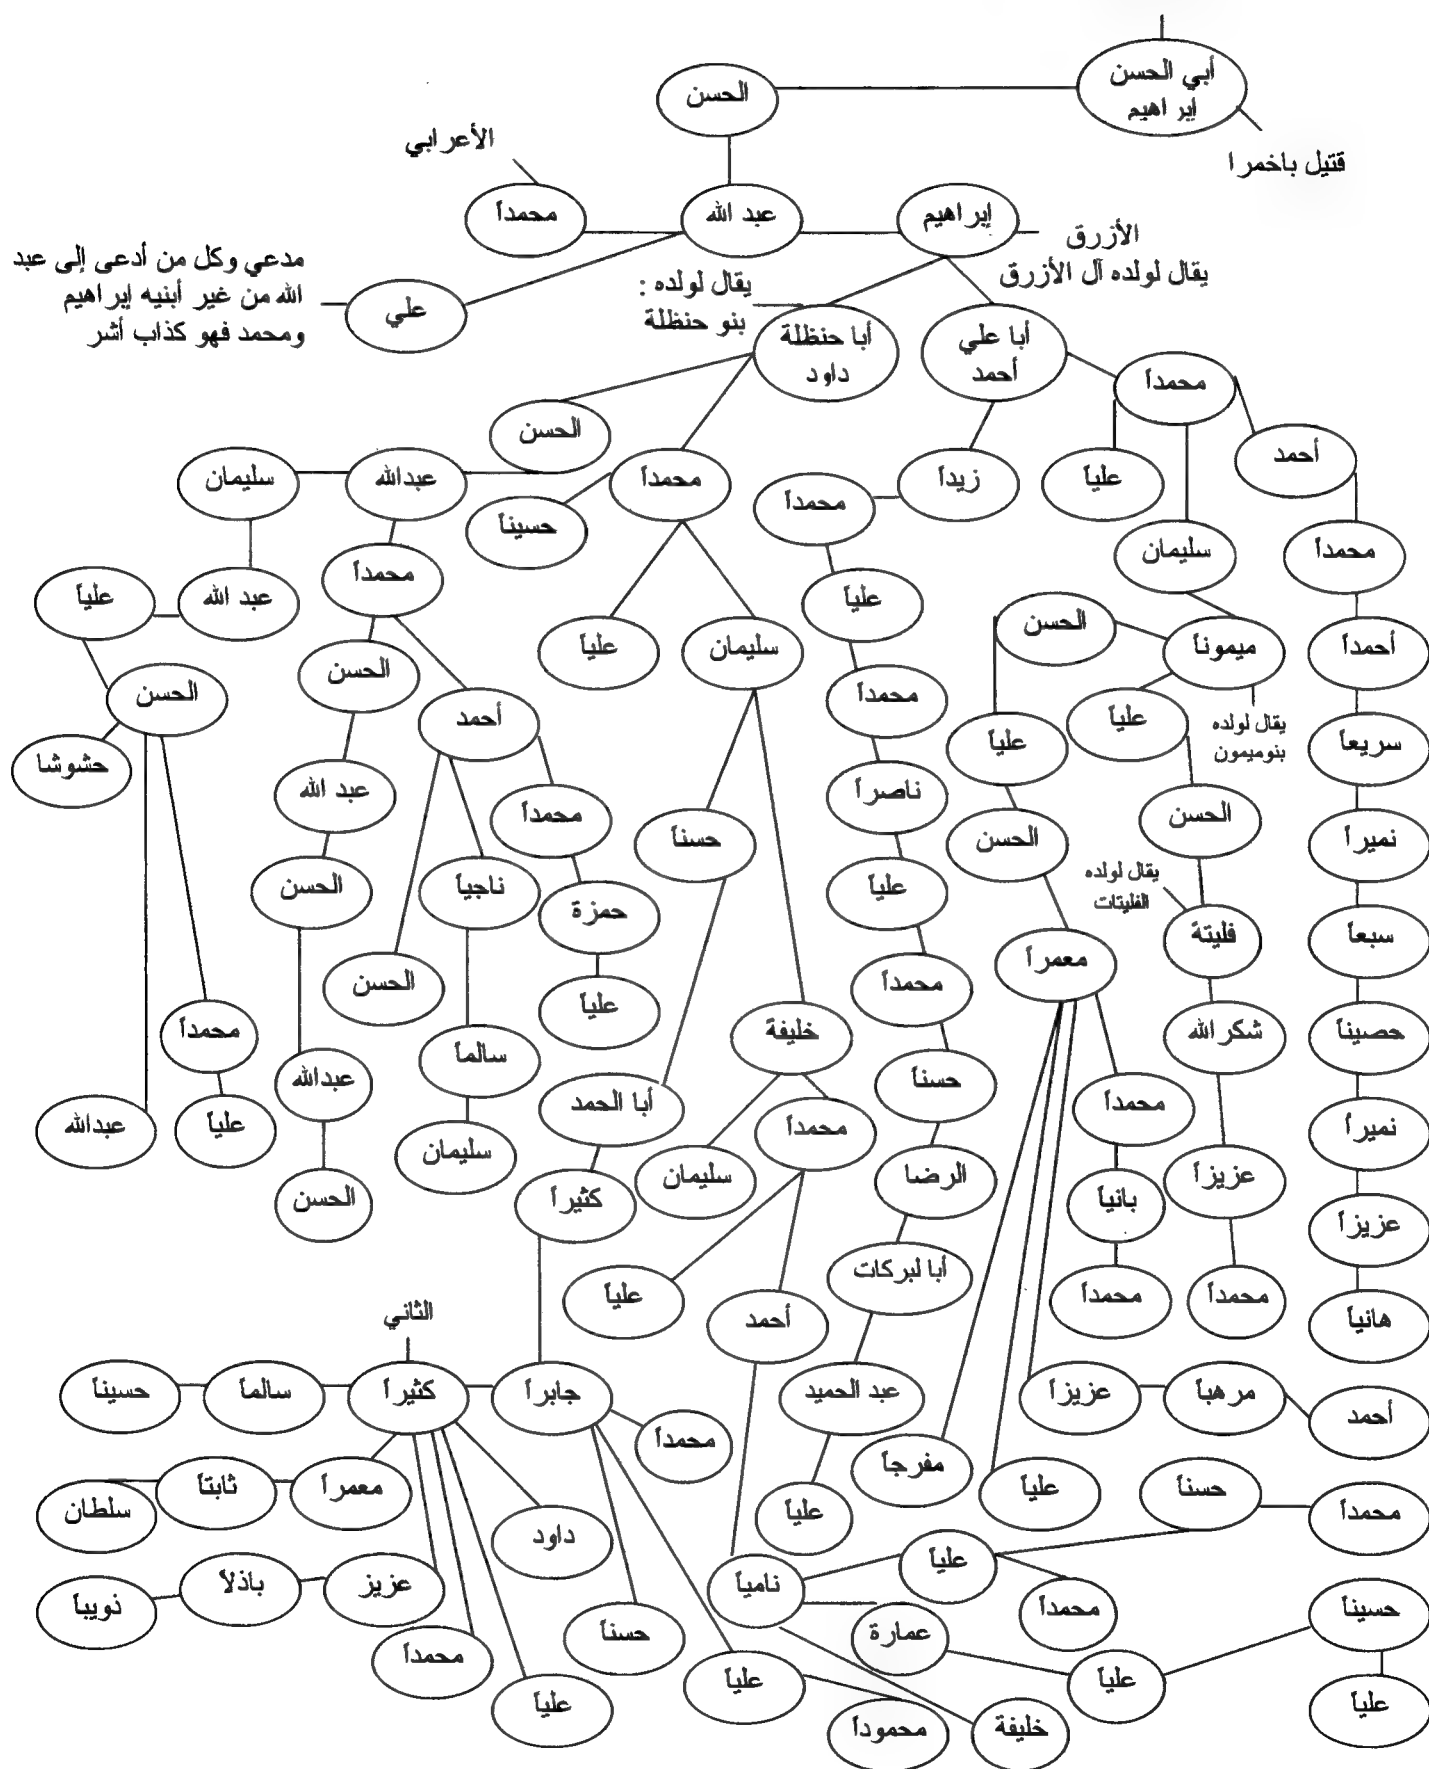 أبي الحسن
إبراهيم
الحسن
قتيل باخمرا
الأعرابي
إبراهيم
عبد الله
محمداً
الأزرق
يقال لولده آل الأزرق
مدعي وكل من أدعى إلى عبد
الله من غير أبنيه إبراهيم
ومحمد فهو كذاب أشر
علي
يقال لولده :
بنو حنظلة
أبا حنظلة
داود
أبا علي
أحمد
محمداً
أحمد
علياً
زيداً
محمداً
الحسن
محمداً
حسيناً
عبدالله
سليمان
محمداً
سليمان
علياً
محمداً
عبد الله
علياً
أحمداً
ميموناً
الحسن
سليمان
علياً
الحسن
الحسن
يقال لولده
بنوميمون
علياً
محمداً
أحمد
سريعاً
علياً
حشوشا
عبد الله
محمداً
ناصراً
الحسن
نميراً
الحسن
حسناً
ناجياً
الحسن
علياً
يقال لولده
الفليتات
حمزة
فليتة
سبعاً
معمراً
الحسن
محمداً
علياً
شكر الله
حصيناً
خليفة
محمداً
سالماً
عبدالله
حسناً
محمداً
أبا الحمد
محمداً
علياً
عبدالله
نميراً
سليمان
سليمان
الرضا
عزيزاً
بانياً
كثيراً
الحسن
عزيزاً
أبا لبركات
علياً
محمداً
محمداً
هانياً
أحمد
الثاني
حسيناً
سالماً
كثيراً
جابراً
محمداً
عبد الحميد
عزيزاً
مرهباً
أحمد
مفرجاً
علياً
حسناً
محمداً
سلطان
ثابتاً
معمراً
داود
علياً
علياً
نامياً
محمداً
حسيناً
ذويباً
باذلاً
عزيز
حسناً
عمارة
محمداً
علياً
علياً
علياً
علياً
محموداً
خليفة